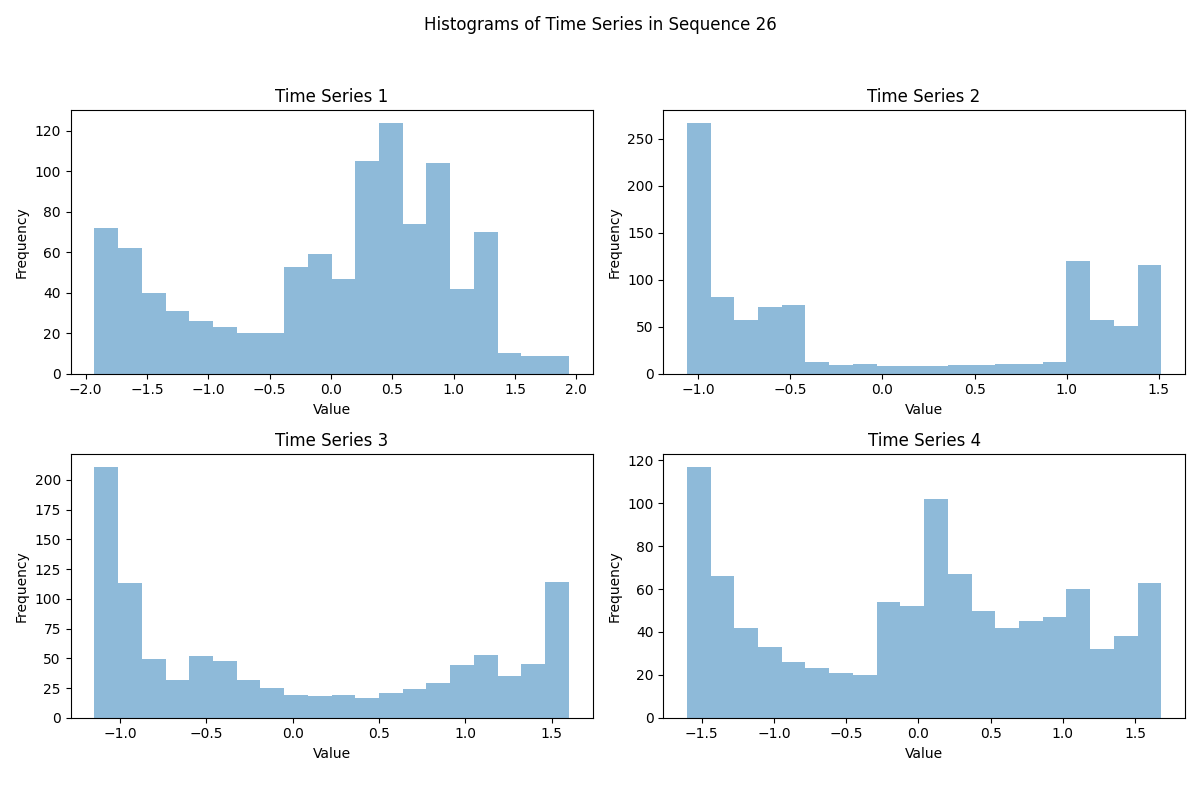 Histograms of Time Series in Sequence 26
Time Series 1
120
100
80
60
40
20
0
Frequency
−2.0 −1.5 −1.0 −0.5 0.0 0.5 1.0 1.5 2.0
Value
Time Series 2
250
200
150
100
50
0
Frequency
−1.0 −0.5 0.0 0.5 1.0 1.5
Value
Time Series 3
200
175
150
125
100
75
50
25
0
Frequency
−1.0 −0.5 0.0 0.5 1.0 1.5
Value
Time Series 4
120
100
80
60
40
20
0
Frequency
−1.5 −1.0 −0.5 0.0 0.5 1.0 1.5
Value